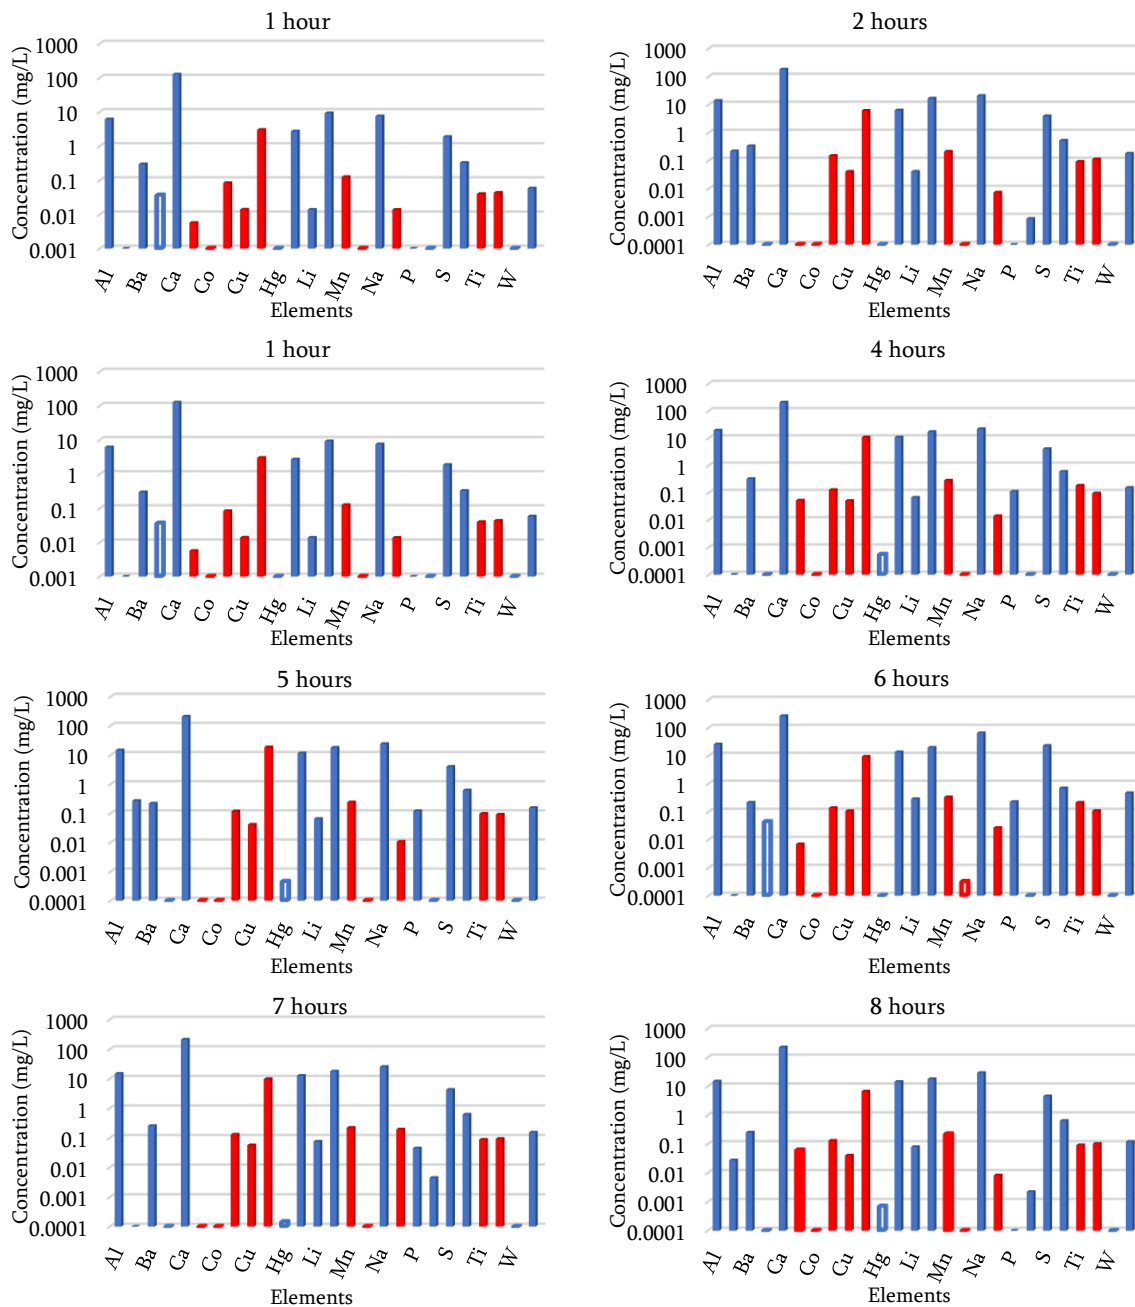 1 hour
Concentration (mg/L)
1000
100
10
1
0.1
0.01
0.001
Al Ba Ca Co Cu Hg Li Mn Na P S Ti W
Elements
2 hours
Concentration (mg/L)
1000
100
10
1
0.1
0.01
0.001
0.0001
Al Ba Ca Co Cu Hg Li Mn Na P S Ti W
Elements
1 hour
Concentration (mg/L)
1000
100
10
1
0.1
0.01
0.001
Al Ba Ca Co Cu Hg Li Mn Na P S Ti W
Elements
4 hours
Concentration (mg/L)
1000
100
10
1
0.1
0.01
0.001
0.0001
Al Ba Ca Co Cu Hg Li Mn Na P S Ti W
Elements
5 hours
Concentration (mg/L)
1000
100
10
1
0.1
0.01
0.001
0.0001
Al Ba Ca Co Cu Hg Li Mn Na P S Ti W
Elements
6 hours
Concentration (mg/L)
1000
100
10
1
0.1
0.01
0.001
0.0001
Al Ba Ca Co Cu Hg Li Mn Na P S Ti W
Elements
7 hours
Concentration (mg/L)
1000
100
10
1
0.1
0.01
0.001
0.0001
Al Ba Ca Co Cu Hg Li Mn Na P S Ti W
Elements
8 hours
Concentration (mg/L)
1000
100
10
1
0.1
0.01
0.001
0.0001
Al Ba Ca Co Cu Hg Li Mn Na P S Ti W
Elements